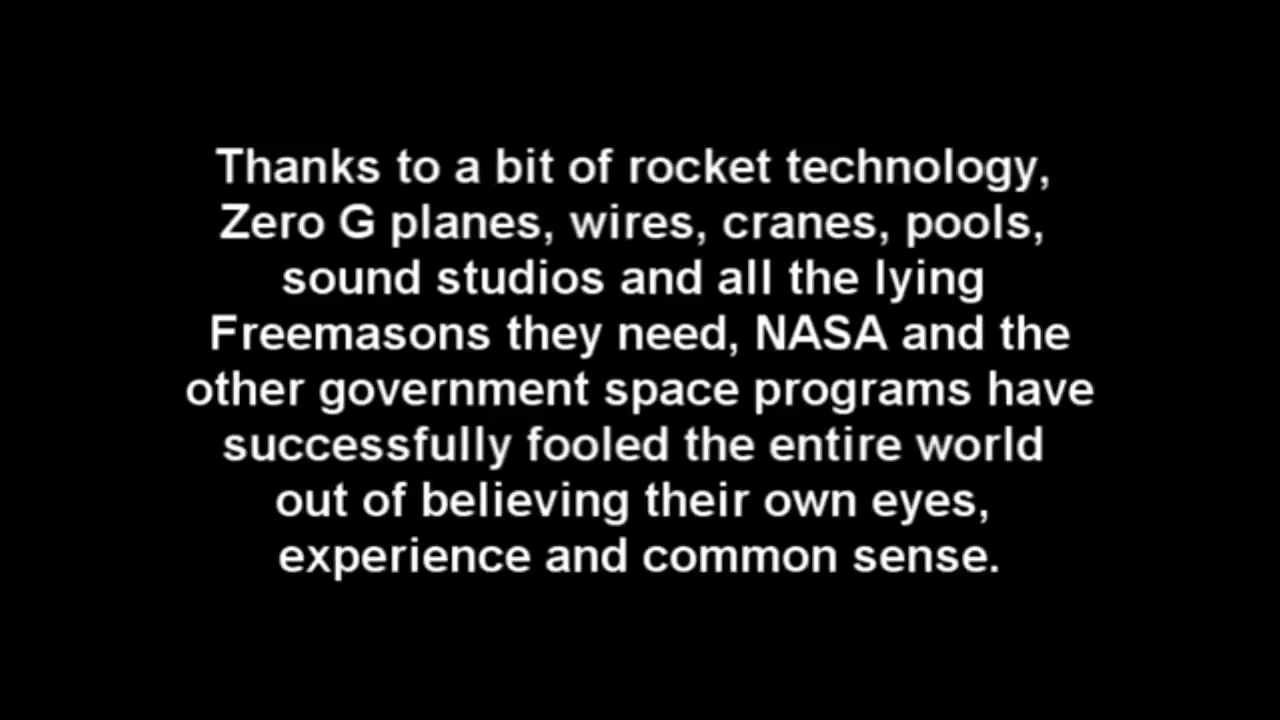 Thanks to a bit of rocket technology,
Zero G planes, wires, cranes, pools,
sound studios and all the lying
Freemasons they need, NASA and the
other government space programs have
successfully fooled the entire world
out of believing their own eyes,
experience and common sense.